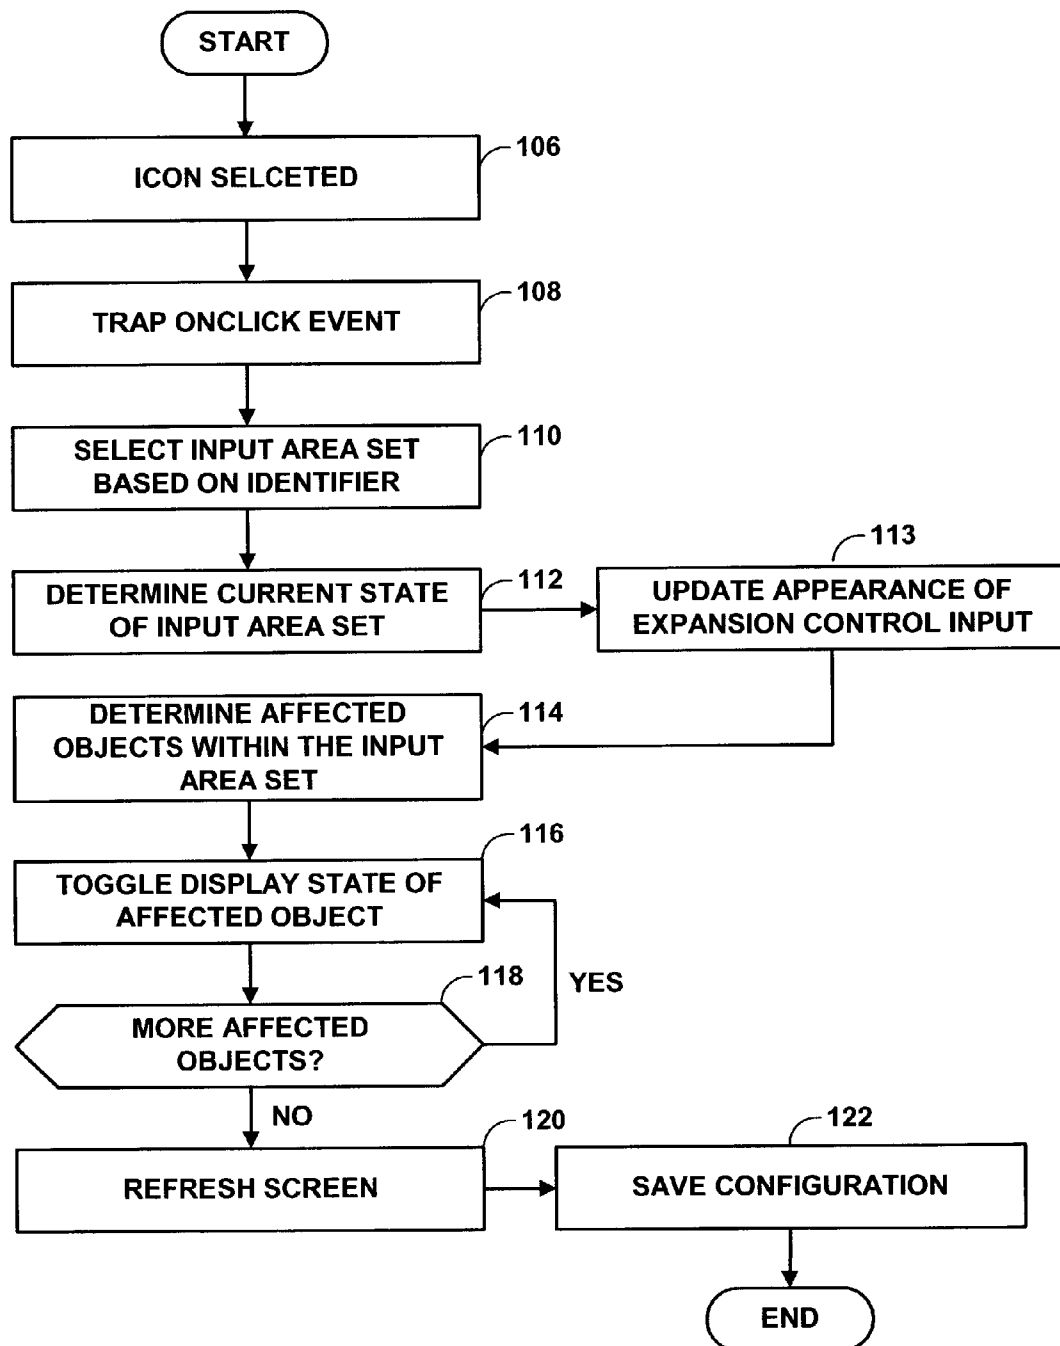 START
106
ICON SELCETED
108
TRAP ONCLICK EVENT
110
SELECT INPUT AREA SET
BASED ON IDENTIFIER
112
DETERMINE CURRENT STATE
OF INPUT AREA SET
113
UPDATE APPEARANCE OF
EXPANSION CONTROL INPUT
114
DETERMINE AFFECTED
OBJECTS WITHIN THE INPUT
AREA SET
116
TOGGLE DISPLAY STATE OF
AFFECTED OBJECT
118
YES
MORE AFFECTED
OBJECTS?
NO
120
REFRESH SCREEN
122
SAVE CONFIGURATION
END